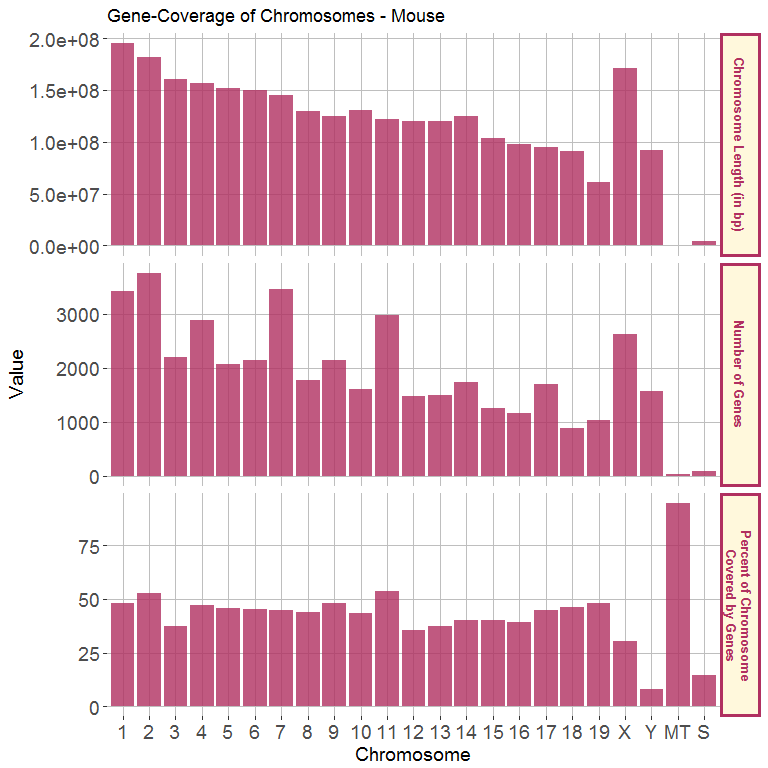 Gene-Coverage of Chromosomes - Mouse
2.0e+08
1.5e+08
1.0e+08
5.0e+07
0.0e+00
Chromosome Length (in bp)
3000
2000
1000
0
Number of Genes
75
50
25
0
Percent of Chromosome
Covered by Genes
Value
1 2 3 4 5 6 7 8 9 10 11 12 13 14 15 16 17 18 19 X Y MT S
Chromosome